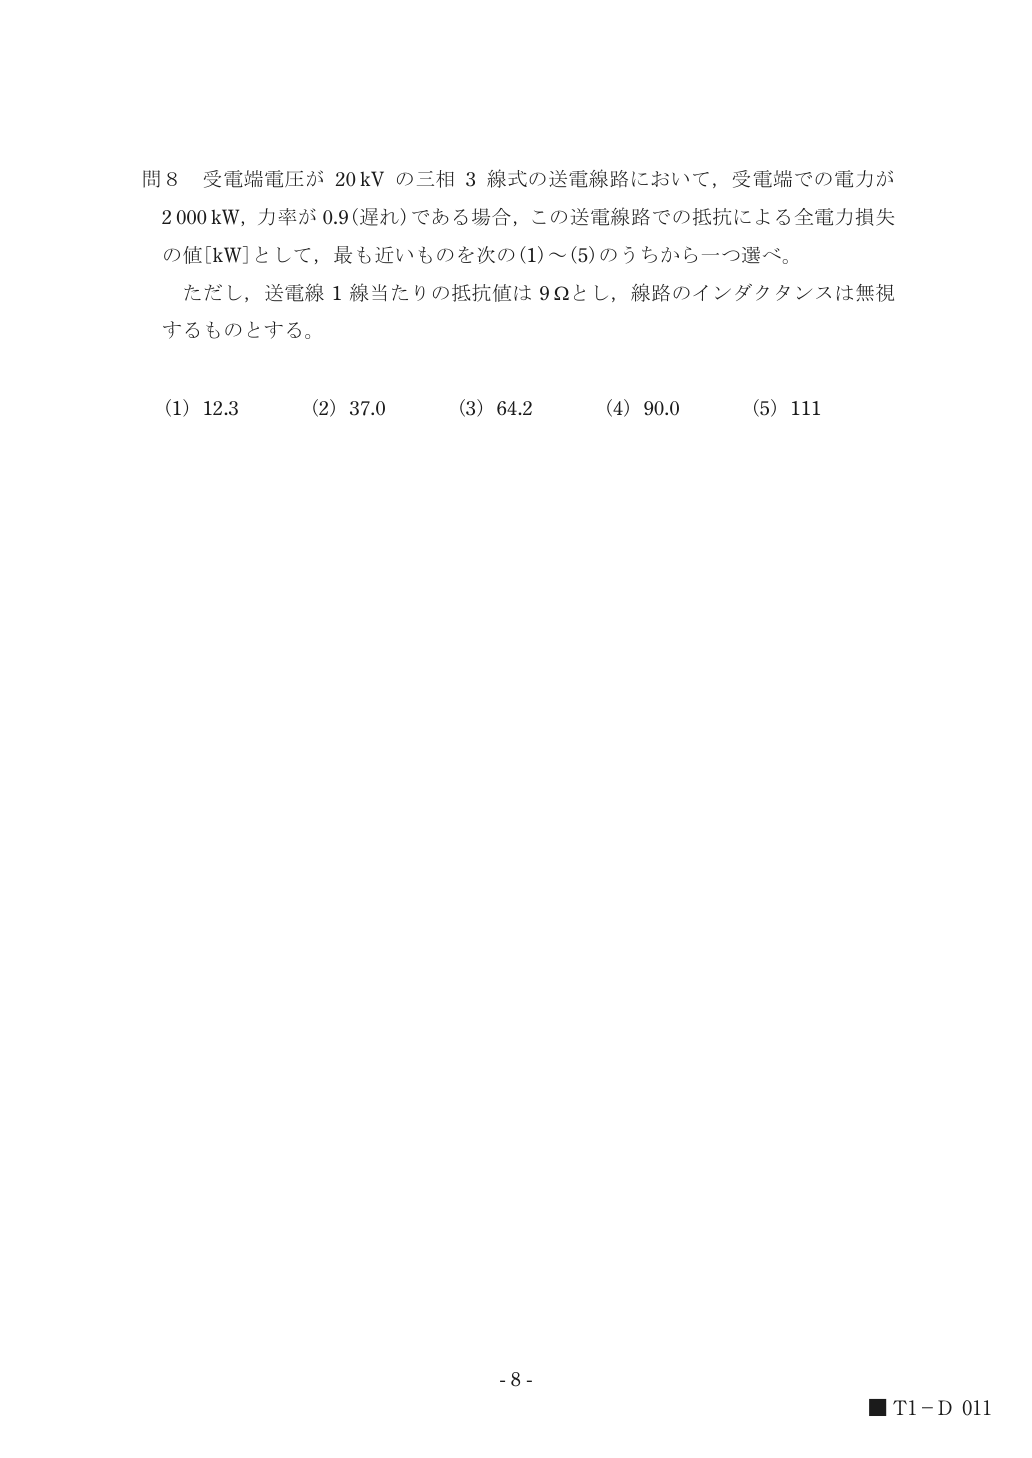 問８　受電端電圧が 20 kV の三相 3 線式の送電線路において，受電端での電力が
2 000 kW，力率が 0.9(遅れ)である場合，この送電線路での抵抗による全電力損失
の値[kW]として，最も近いものを次の(1)～(5)のうちから一つ選べ。
ただし，送電線 1 線当たりの抵抗値は 9 Ωとし，線路のインダクタンスは無視
するものとする。
(1) 12.3　(2) 37.0　(3) 64.2　(4) 90.0　(5) 111
- 8 -
■ T1－D 011